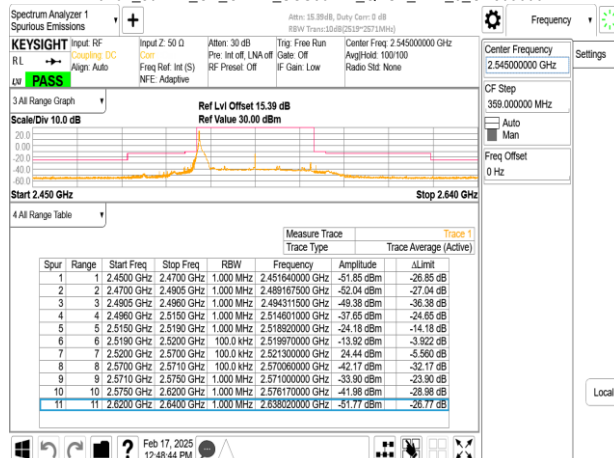 Spectrum Analyzer 1
Spurious Emissions
+
Attn: 15.39dB, Duty Corr: 0 dB
RBW Trans:10dB(2519~2571MHz)
Frequency
KEYSIGHT
Input: RF
Input Z: 50 Ω
Atten: 30 dB
Trig: Free Run
Center Freq: 2.545000000 GHz
RL
Coupling: DC
Corr
Pre: Int off, LNA off
Gate: Off
Avg|Hold: 100/100
Align: Auto
Freq Ref: Int (S)
RF Preset: Off
IF Gain: Low
Radio Std: None
LXI
PASS
NFE: Adaptive
Center Frequency
2.545000000 GHz
Settings
CF Step
359.000000 MHz
Auto
Man
Freq Offset
0 Hz
3 All Range Graph
Ref Lvl Offset 15.39 dB
Scale/Div 10.0 dB
Ref Value 30.00 dBm
20.0
0.00
-20.0
-40.0
-60.0
Start 2.450 GHz
Stop 2.640 GHz
4 All Range Table
Measure Trace Trace 1
Trace Type Trace Average (Active)
Spur Range Start Freq Stop Freq RBW Frequency Amplitude ΔLimit
1 1 2.4500 GHz 2.4700 GHz 1.000 MHz 2.451640000 GHz -51.85 dBm -26.85 dB
2 2 2.4700 GHz 2.4905 GHz 1.000 MHz 2.489167500 GHz -52.04 dBm -27.04 dB
3 3 2.4905 GHz 2.4960 GHz 1.000 MHz 2.494311500 GHz -49.38 dBm -36.38 dB
4 4 2.4960 GHz 2.5150 GHz 1.000 MHz 2.514601000 GHz -37.65 dBm -24.65 dB
5 5 2.5150 GHz 2.5190 GHz 1.000 MHz 2.518920000 GHz -24.18 dBm -14.18 dB
6 6 2.5190 GHz 2.5200 GHz 100.0 kHz 2.519970000 GHz -13.92 dBm -3.922 dB
7 7 2.5200 GHz 2.5700 GHz 100.0 kHz 2.521300000 GHz 24.44 dBm -5.560 dB
8 8 2.5700 GHz 2.5710 GHz 1.000 MHz 2.570060000 GHz -42.17 dBm -32.17 dB
9 9 2.5710 GHz 2.5750 GHz 1.000 MHz 2.571000000 GHz -33.90 dBm -23.90 dB
10 10 2.5750 GHz 2.6200 GHz 1.000 MHz 2.576170000 GHz -41.98 dBm -28.98 dB
11 11 2.6200 GHz 2.6400 GHz 1.000 MHz 2.638020000 GHz -51.77 dBm -26.77 dB
Local
?
Feb 17, 2025
12:48:44 PM